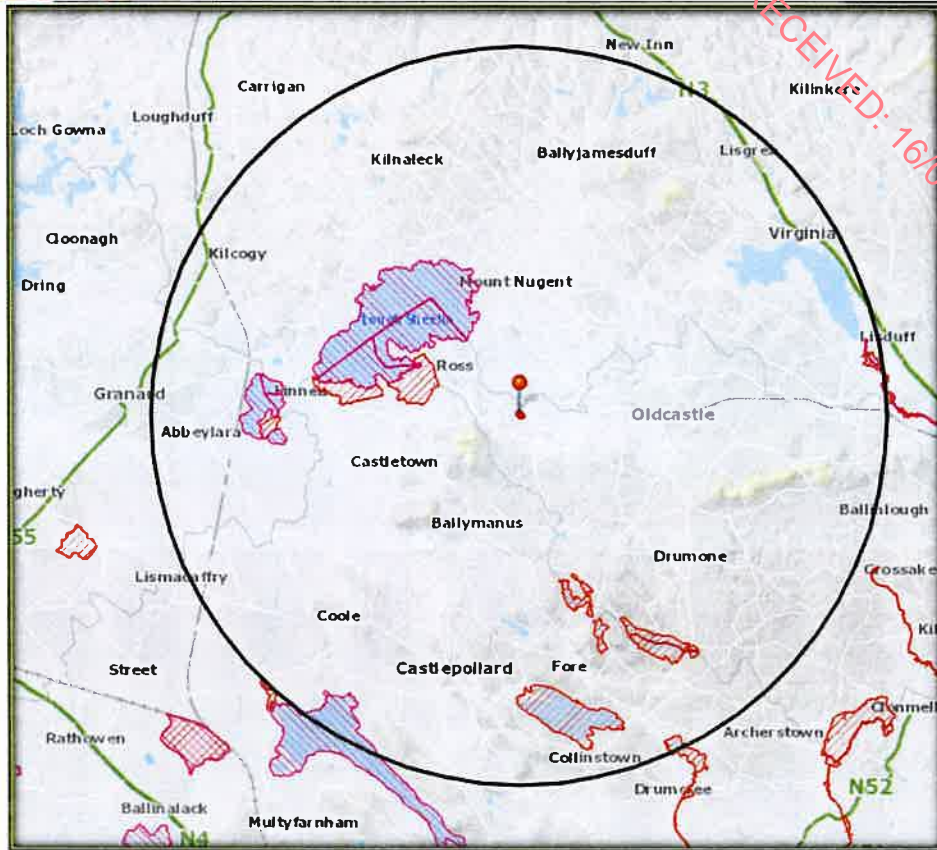 New Inn
RECEIVED: 16/0
Carrigan
N3
Kilinkere
Loughduff
Loch Gowna
Kilnaleck
Ballyjamesduff
Cloonagh
Virginia
Kilcogy
Dring
Mount Nugent
Lough Sheelin
Lisduff
Ross
Granard
Finnea
Oldcastle
Abbeylara
Castletown
gherty
Ballinlough
Ballymanus
55
Drumone
Lismacaffry
Crossake
Coole
Kil
Street
Castlepollard
Fore
Clonmell
Archerstown
Rathowen
Collinstown
N52
Ballinalack
Multyfarnham
N4